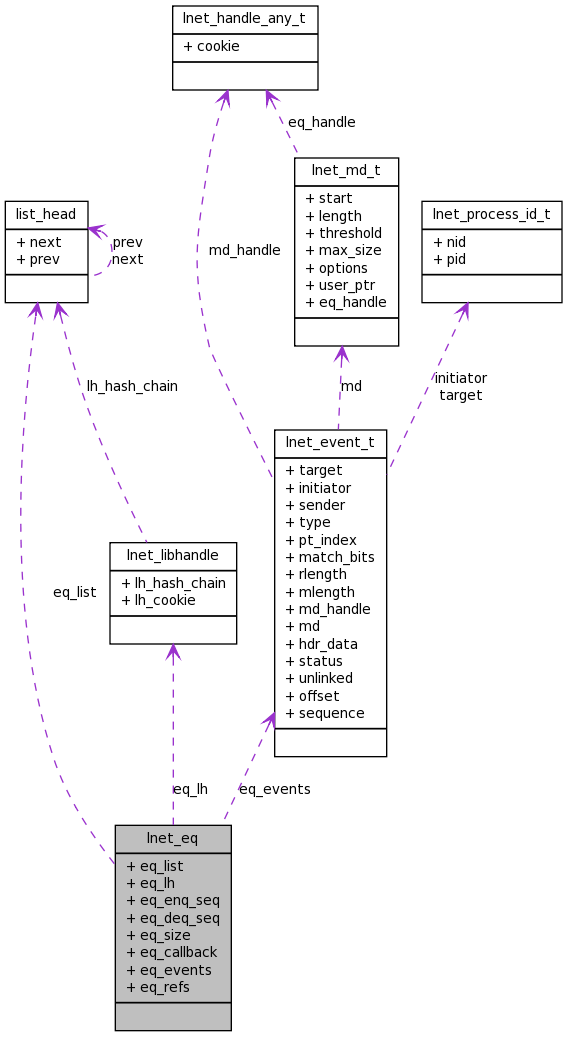 lnet_handle_any_t
+ cookie
eq_handle
lnet_md_t
+ start
+ length
+ threshold
+ max_size
+ options
+ user_ptr
+ eq_handle
list_head
+ next
+ prev
prev
next
lnet_process_id_t
+ nid
+ pid
md_handle
lh_hash_chain
md
initiator
target
lnet_event_t
+ target
+ initiator
+ sender
+ type
+ pt_index
+ match_bits
+ rlength
+ mlength
+ md_handle
+ md
+ hdr_data
+ status
+ unlinked
+ offset
+ sequence
lnet_libhandle
+ lh_hash_chain
+ lh_cookie
eq_list
eq_lh
eq_events
lnet_eq
+ eq_list
+ eq_lh
+ eq_enq_seq
+ eq_deq_seq
+ eq_size
+ eq_callback
+ eq_events
+ eq_refs